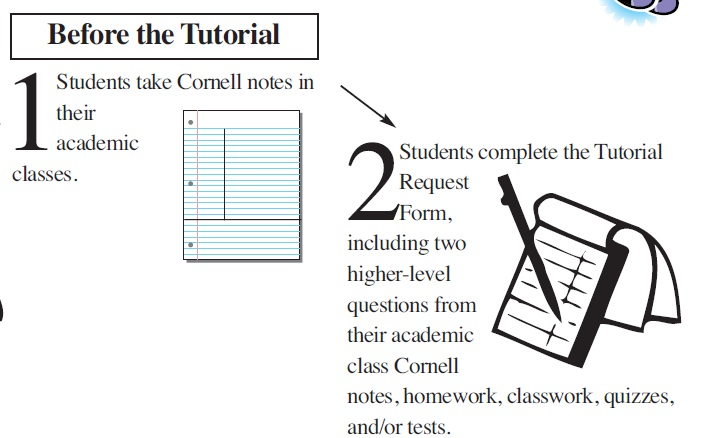 Before the Tutorial
1 Students take Cornell notes in
their
academic
classes.
2 Students complete the Tutorial
Request
Form,
including two
higher-level
questions from
their academic
class Cornell
notes, homework, classwork, quizzes,
and/or tests.